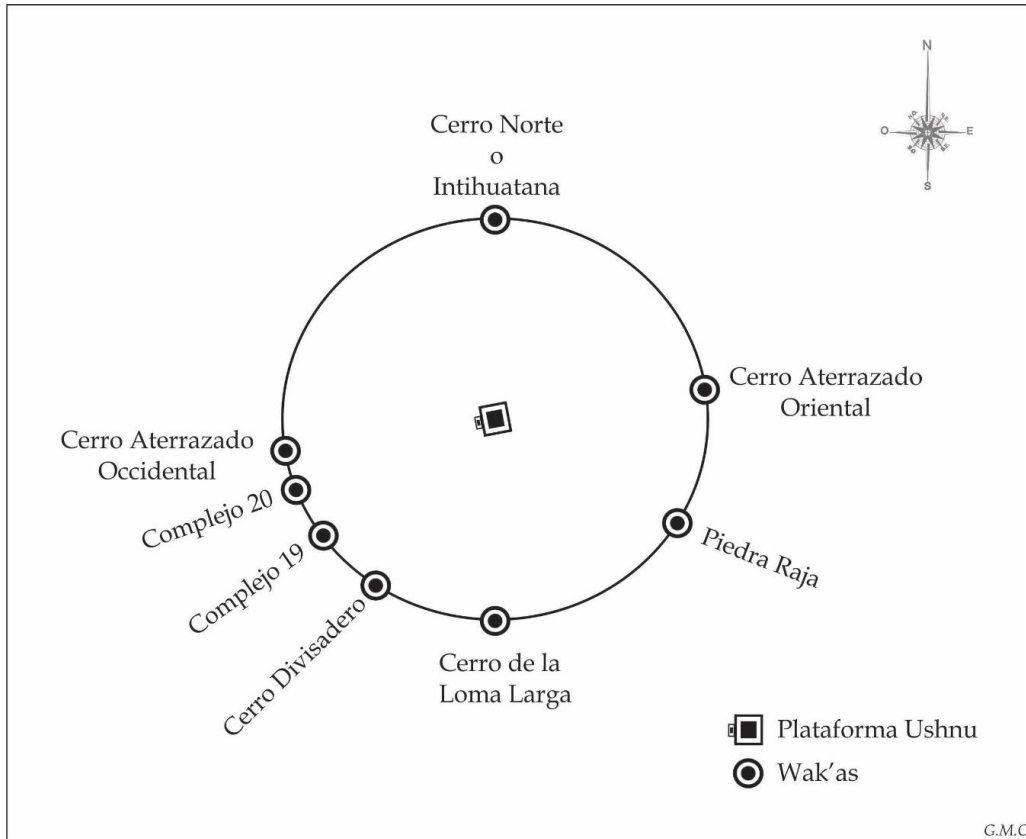 N
O
E
S
Cerro Norte
o
Intihuatana
Cerro Aterrazado
Oriental
Cerro Aterrazado
Occidental
Complejo 20
Complejo 19
Cerro Divisadero
Piedra Raja
Cerro de la
Loma Larga
Plataforma Ushnu
Wak'as